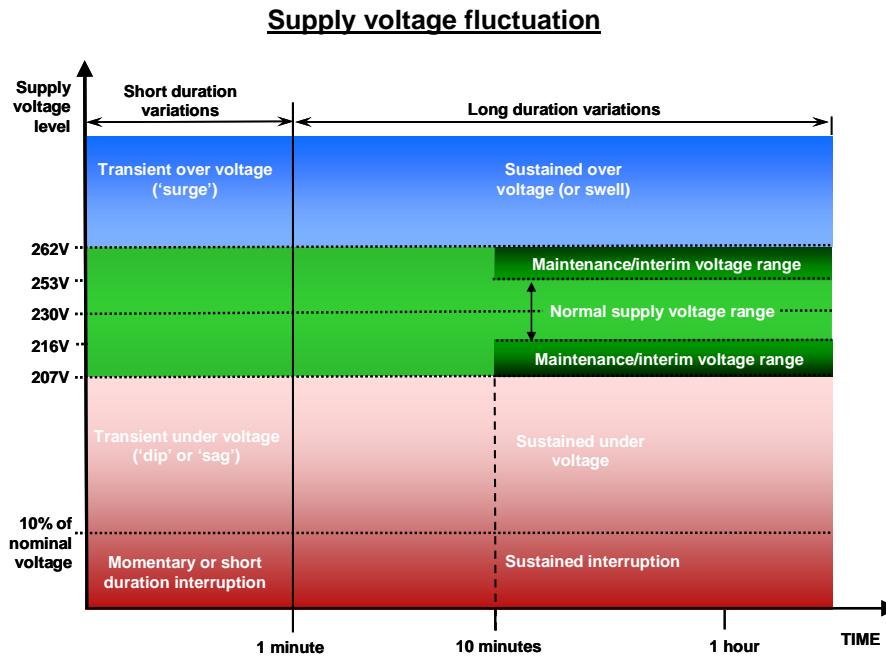 Supply voltage fluctuation
Supply
voltage
level
Short duration
variations
Long duration variations
Transient over voltage
(‘surge’)
Sustained over
voltage (or swell)
262V
253V
230V
216V
207V
Maintenance/interim voltage range
Normal supply voltage range
Maintenance/interim voltage range
Transient under voltage
(‘dip’ or ‘sag’)
Sustained under
voltage
10% of
nominal
voltage
Momentary or short
duration interruption
Sustained interruption
1 minute
10 minutes
1 hour
TIME